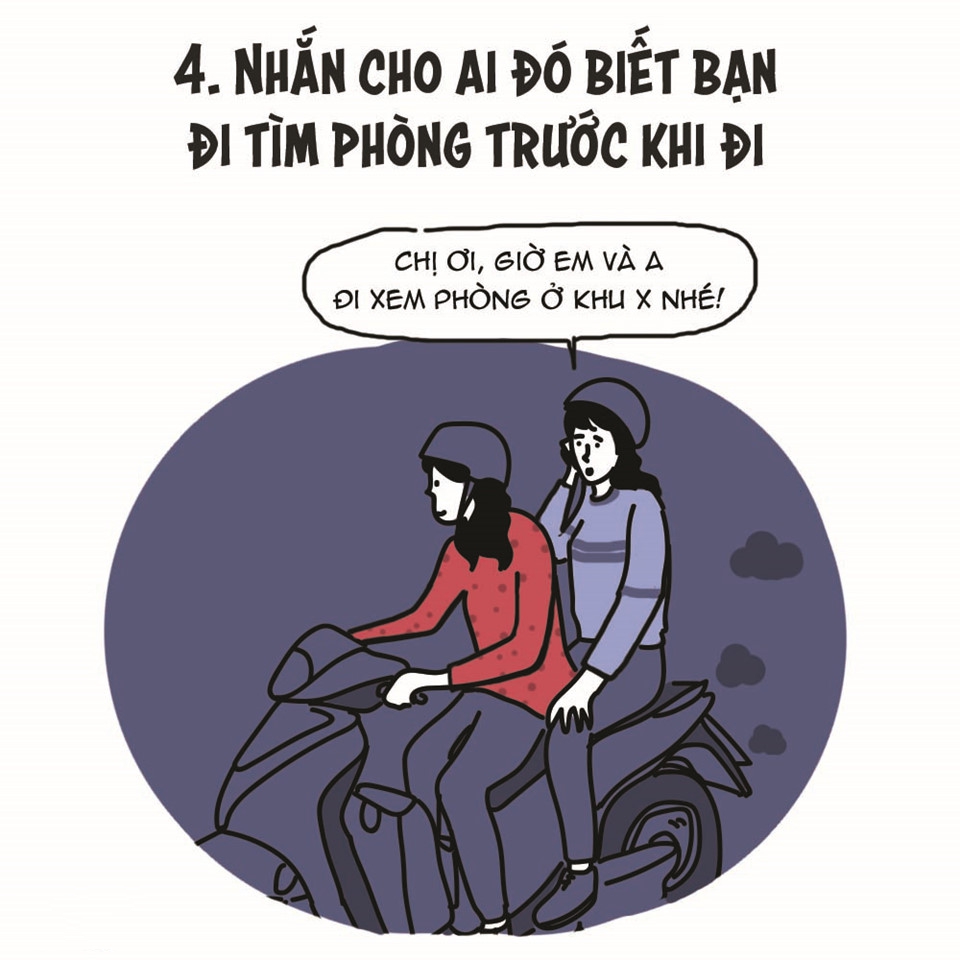 4. NHẮN CHO AI ĐÓ BIẾT BẠN
ĐI TÌM PHÒNG TRƯỚC KHI ĐI
CHỊ ƠI, GIỜ EM VÀ A
ĐI XEM PHÒNG Ở KHU X NHÉ!